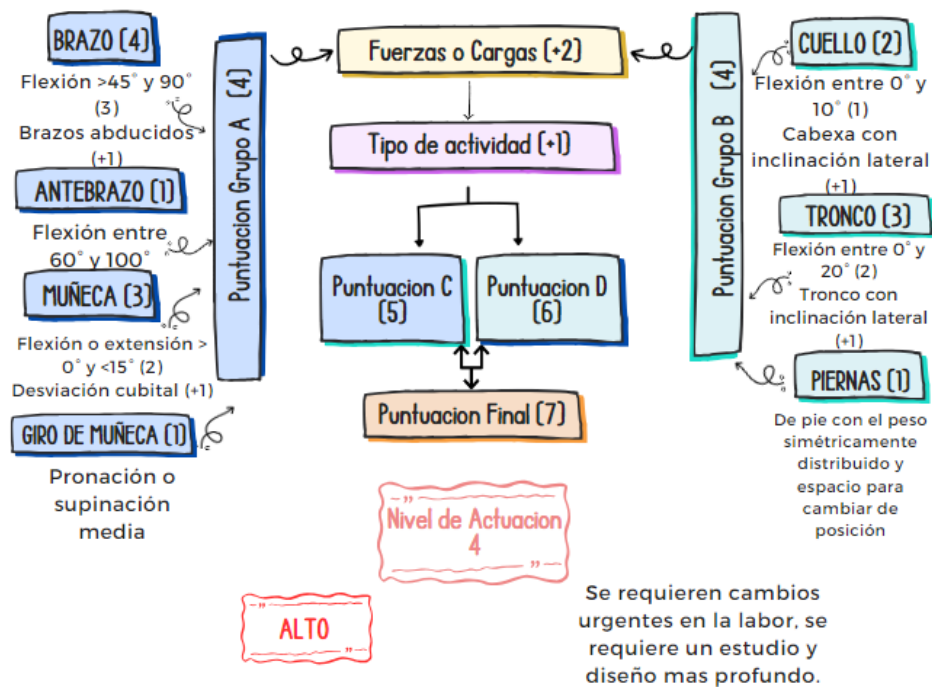 BRAZO (4)
Flexión >45° y 90°
(3)
Brazos abducidos
(+1)
ANTEBRAZO (1)
Flexión entre
60° y 100°
MUÑECA (3)
Flexión o extensión >
0° y <15° (2)
Desviación cubital (+1)
GIRO DE MUÑECA (1)
Pronación o
supinación
media
Puntuacion Grupo A (4)
Fuerzas o Cargas (+2)
Tipo de actividad (+1)
Puntuacion C
(5)
Puntuacion D
(6)
Puntuacion Final (7)
Nivel de Actuacion
4
ALTO
Puntuacion Grupo B (4)
CUELLO (2)
Flexión entre 0° y
10° (1)
Cabexa con
inclinación lateral
(+1)
TRONCO (3)
Flexión entre 0° y
20° (2)
Tronco con
inclinación lateral
(+1)
PIERNAS (1)
De pie con el peso
simétricamente
distribuido y
espacio para
cambiar de
posición
Se requieren cambios
urgentes en la labor, se
requiere un estudio y
diseño mas profundo.